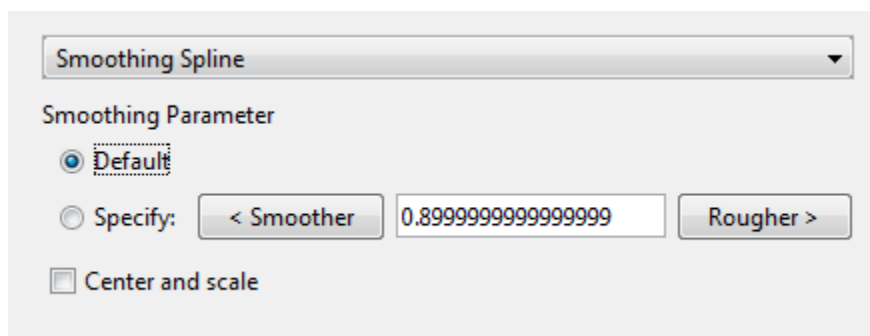 Smoothing Spline
Smoothing Parameter
Default
Specify: < Smoother 0.8999999999999999 Rougher >
Center and scale